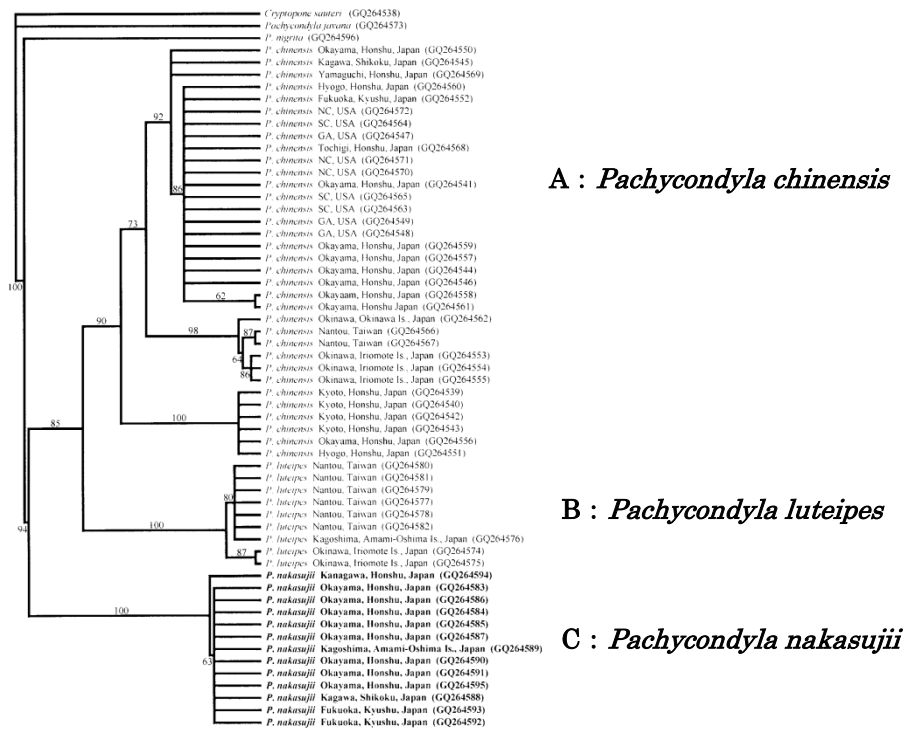 Cryptopone sauteri (GQ264538)
Pachycondyla javana (GQ264573)
P. nigrita (GQ264596)
P. chinensis Okayama, Honshu, Japan (GQ264550)
P. chinensis Kagawa, Shikoku, Japan (GQ264545)
P. chinensis Yamaguchi, Honshu, Japan (GQ264569)
P. chinensis Hyogo, Honshu, Japan (GQ264560)
P. chinensis Fukuoka, Kyushu, Japan (GQ264552)
P. chinensis NC, USA (GQ264572)
92
P. chinensis SC, USA (GQ264564)
P. chinensis GA, USA (GQ264547)
P. chinensis Tochigi, Honshu, Japan (GQ264568)
P. chinensis NC, USA (GQ264571)
P. chinensis NC, USA (GQ264570)
A : Pachycondyla chinensis
P. chinensis Okayama, Honshu, Japan (GQ264541)
86
P. chinensis SC, USA (GQ264565)
P. chinensis SC, USA (GQ264563)
P. chinensis GA, USA (GQ264549)
73
P. chinensis GA, USA (GQ264548)
P. chinensis Okayama, Honshu, Japan (GQ264559)
P. chinensis Okayama, Honshu, Japan (GQ264557)
P. chinensis Okayama, Honshu, Japan (GQ264544)
P. chinensis Okayama, Honshu, Japan (GQ264546)
100
62
P. chinensis Okayaam, Honshu, Japan (GQ264558)
P. chinensis Okayama, Honshu Japan (GQ264561)
90
P. chinensis Okinawa, Okinawa Is., Japan (GQ264562)
98
87
P. chinensis Nantou, Taiwan (GQ264566)
P. chinensis Nantou, Taiwan (GQ264567)
64
P. chinensis Okinawa, Iriomote Is., Japan (GQ264553)
P. chinensis Okinawa, Iriomote Is., Japan (GQ264554)
86
P. chinensis Okinawa, Iriomote Is., Japan (GQ264555)
P. chinensis Kyoto, Honshu, Japan (GQ264539)
P. chinensis Kyoto, Honshu, Japan (GQ264540)
100
P. chinensis Kyoto, Honshu, Japan (GQ264542)
85
P. chinensis Kyoto, Honshu, Japan (GQ264543)
P. chinensis Okayama, Honshu, Japan (GQ264556)
P. chinensis Hyogo, Honshu, Japan (GQ264551)
P. luteipes Nantou, Taiwan (GQ264580)
P. luteipes Nantou, Taiwan (GQ264581)
P. luteipes Nantou, Taiwan (GQ264579)
80
P. luteipes Nantou, Taiwan (GQ264577)
B : Pachycondyla luteipes
P. luteipes Nantou, Taiwan (GQ264578)
94
100
P. luteipes Nantou, Taiwan (GQ264582)
P. luteipes Kagoshima, Amami-Oshima Is., Japan (GQ264576)
87
P. luteipes Okinawa, Iriomote Is., Japan (GQ264574)
P. luteipes Okinawa, Iriomote Is., Japan (GQ264575)
P. nakasujii Kanagawa, Honshu, Japan (GQ264594)
P. nakasujii Okayama, Honshu, Japan (GQ264583)
P. nakasujii Okayama, Honshu, Japan (GQ264586)
100
P. nakasujii Okayama, Honshu, Japan (GQ264584)
P. nakasujii Okayama, Honshu, Japan (GQ264585)
P. nakasujii Okayama, Honshu, Japan (GQ264587)
C : Pachycondyla nakasujii
P. nakasujii Kagoshima, Amami-Oshima Is., Japan (GQ264589)
63
P. nakasujii Okayama, Honshu, Japan (GQ264590)
P. nakasujii Okayama, Honshu, Japan (GQ264591)
P. nakasujii Okayama, Honshu, Japan (GQ264595)
P. nakasujii Kagawa, Shikoku, Japan (GQ264588)
P. nakasujii Fukuoka, Kyushu, Japan (GQ264593)
P. nakasujii Fukuoka, Kyushu, Japan (GQ264592)